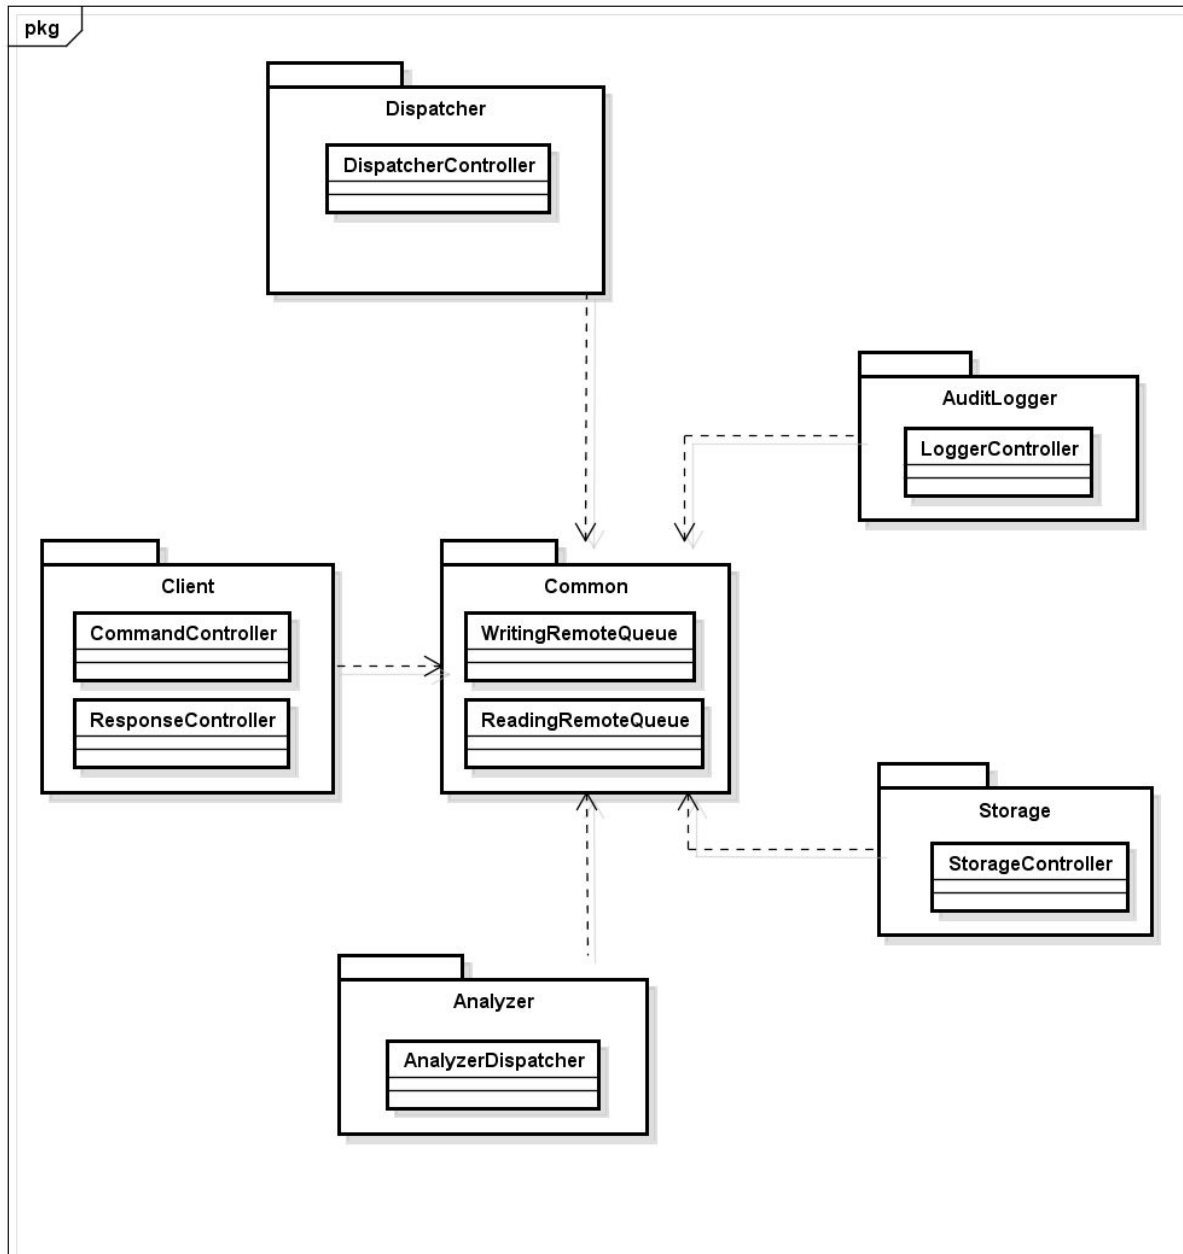 pkg
Dispatcher
DispatcherController
AuditLogger
LoggerController
Client
CommandController
ResponseController
Common
WritingRemoteQueue
ReadingRemoteQueue
Storage
StorageController
Analyzer
AnalyzerDispatcher